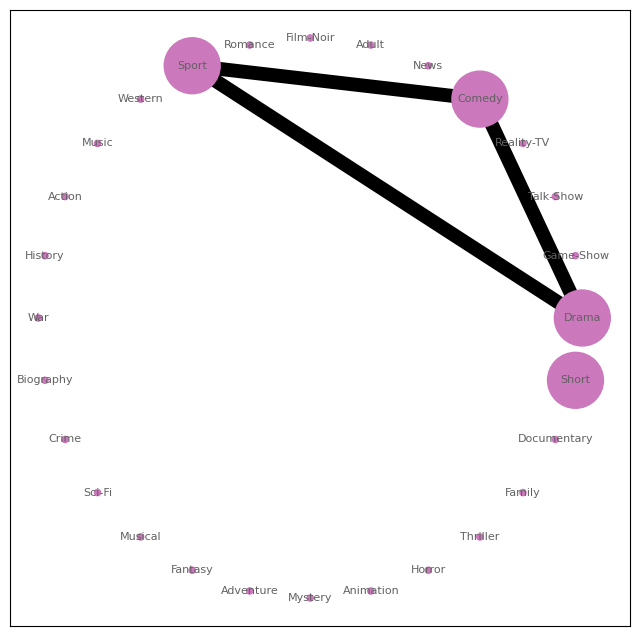 Film-Noir
Romance
Adult
Sport
News
Western
Comedy
Music
Reality-TV
Action
Talk-Show
History
Game-Show
War
Drama
Biography
Short
Crime
Documentary
Sci-Fi
Family
Musical
Thriller
Fantasy
Horror
Adventure
Animation
Mystery